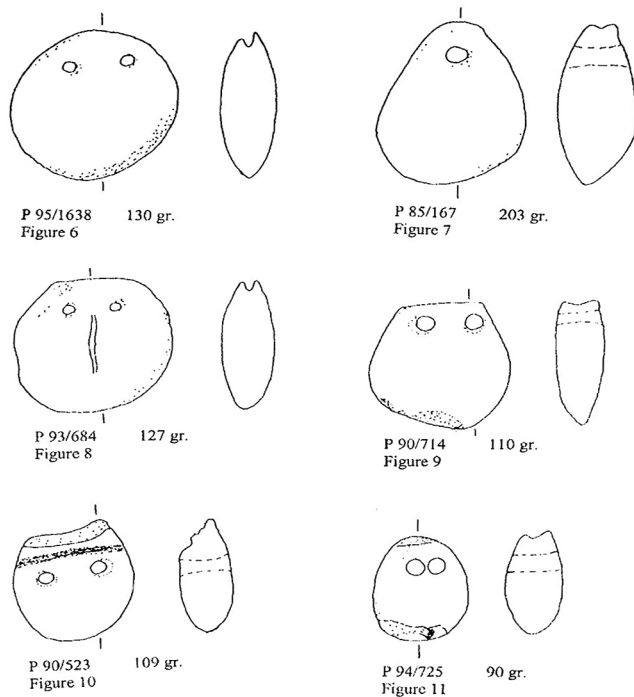 P 95/1638 130 gr.
Figure 6
P 85/167 203 gr.
Figure 7
P 93/684 127 gr.
Figure 8
P 90/714 110 gr.
Figure 9
P 90/523 109 gr.
Figure 10
P 94/725 90 gr.
Figure 11